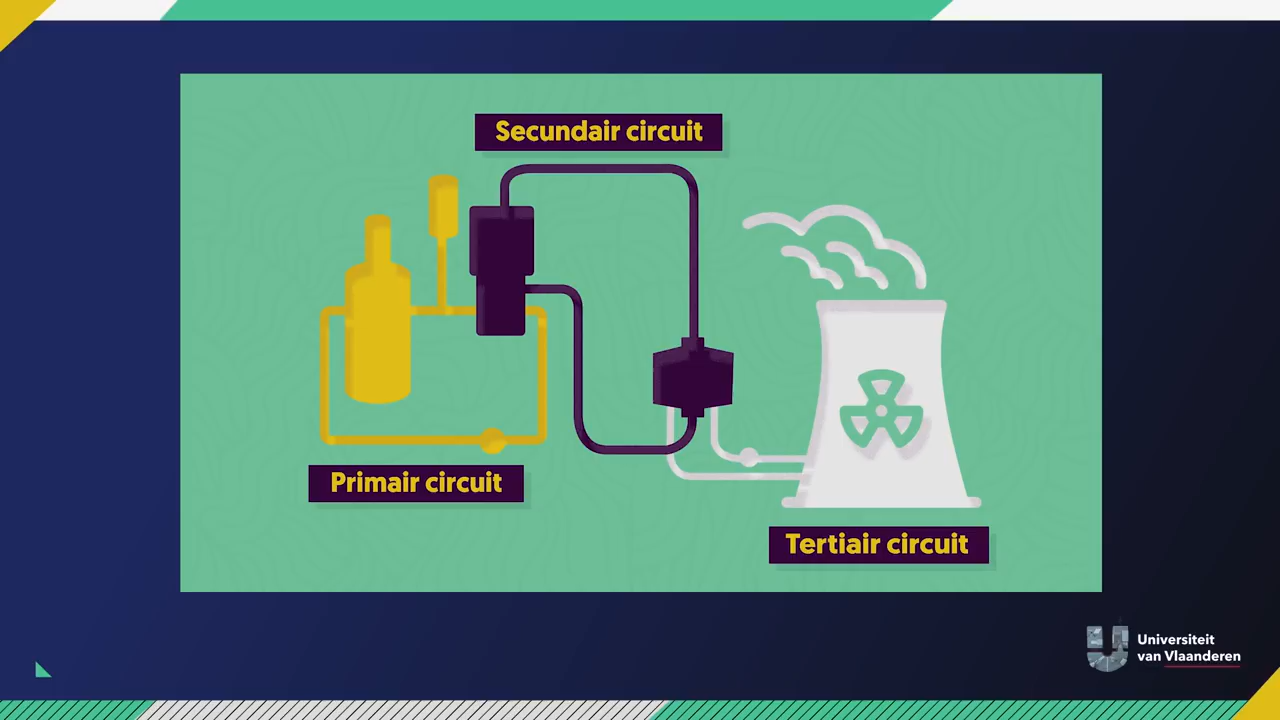 Secundair circuit
Primair circuit
Tertiair circuit
Universiteit
van Vlaanderen